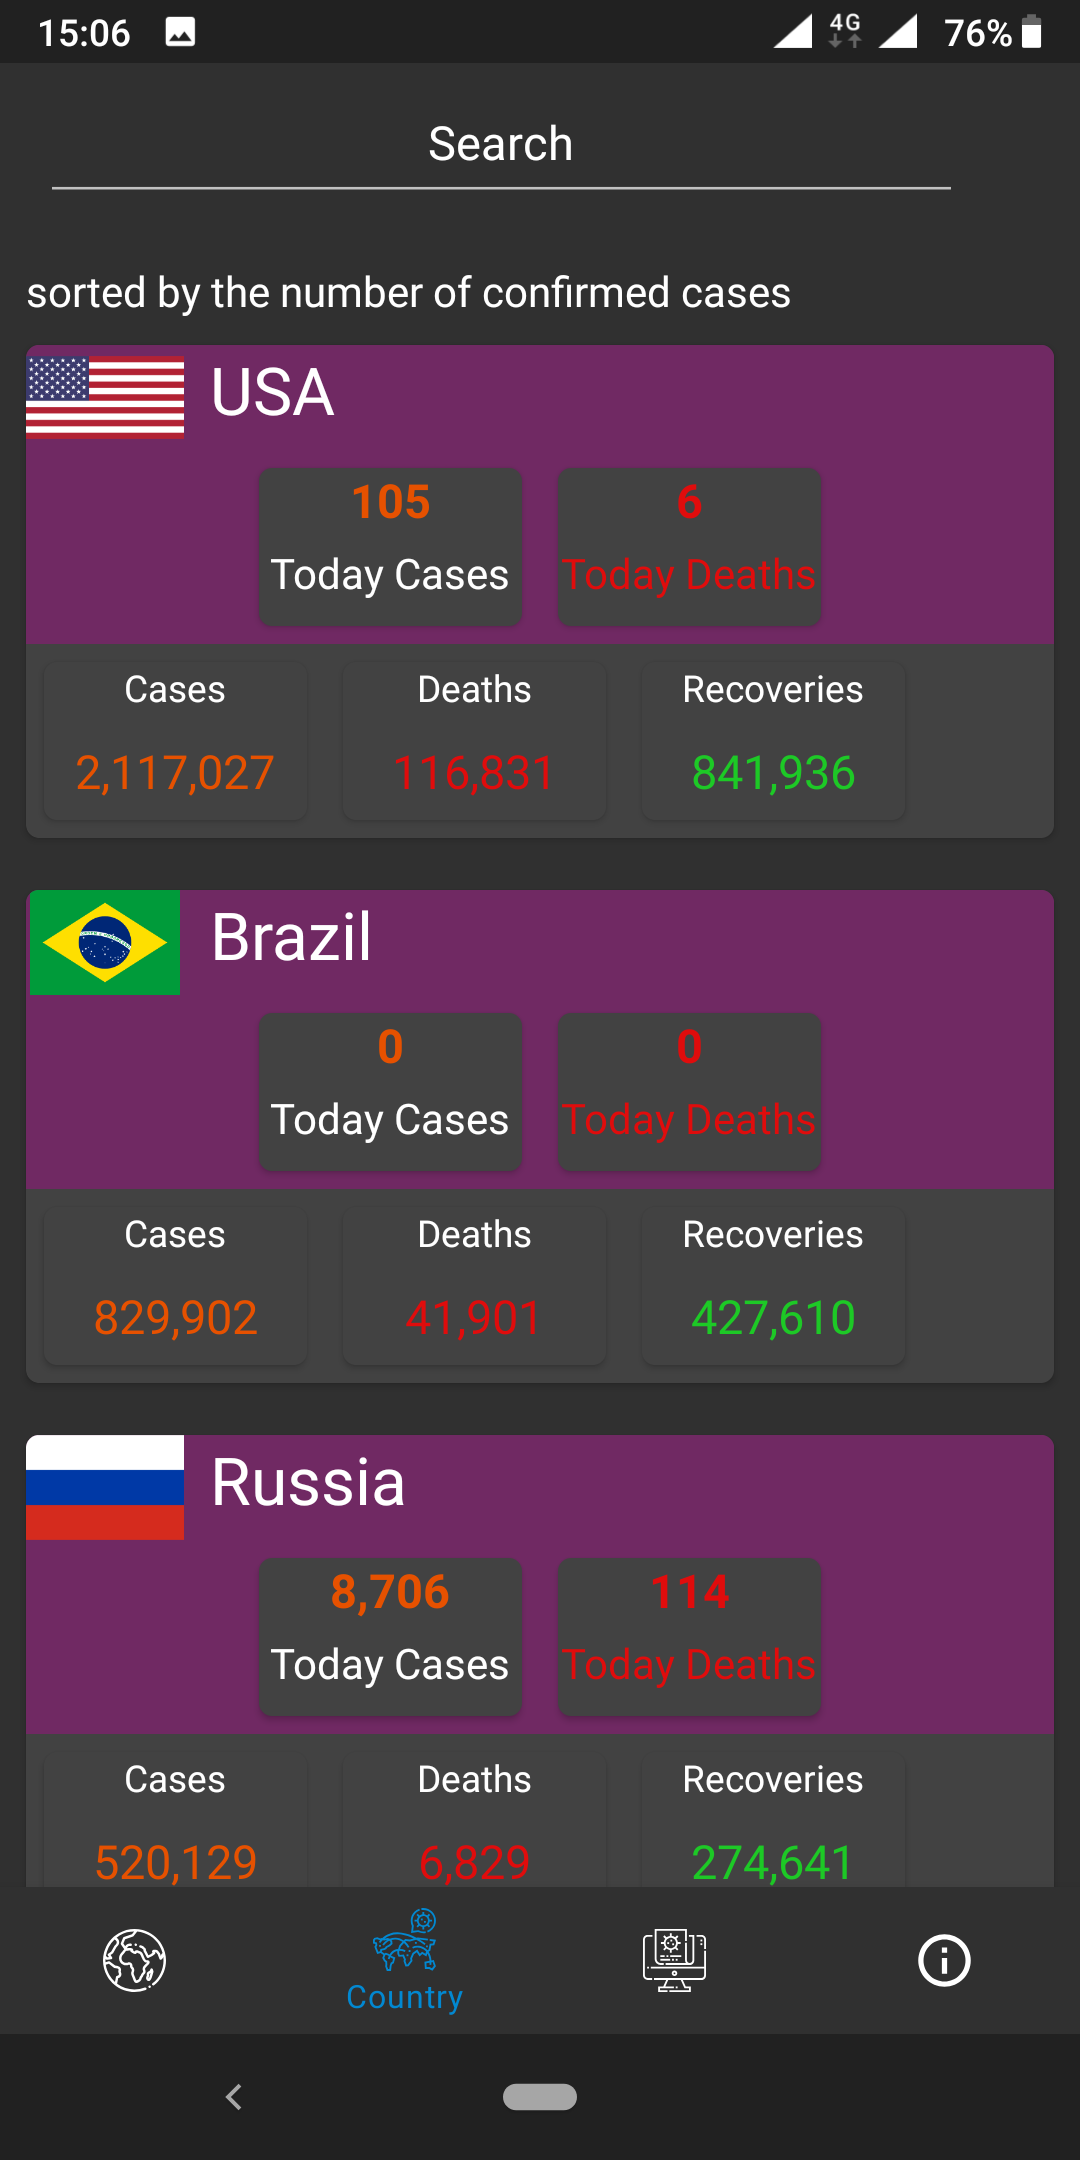 15:06 4G 76%
Search
sorted by the number of confirmed cases
USA
105 6
Today Cases Today Deaths
Cases Deaths Recoveries
2,117,027 116,831 841,936
Brazil
0 0
Today Cases Today Deaths
Cases Deaths Recoveries
829,902 41,901 427,610
Russia
8,706 114
Today Cases Today Deaths
Cases Deaths Recoveries
520,129 6,829 274,641
Country